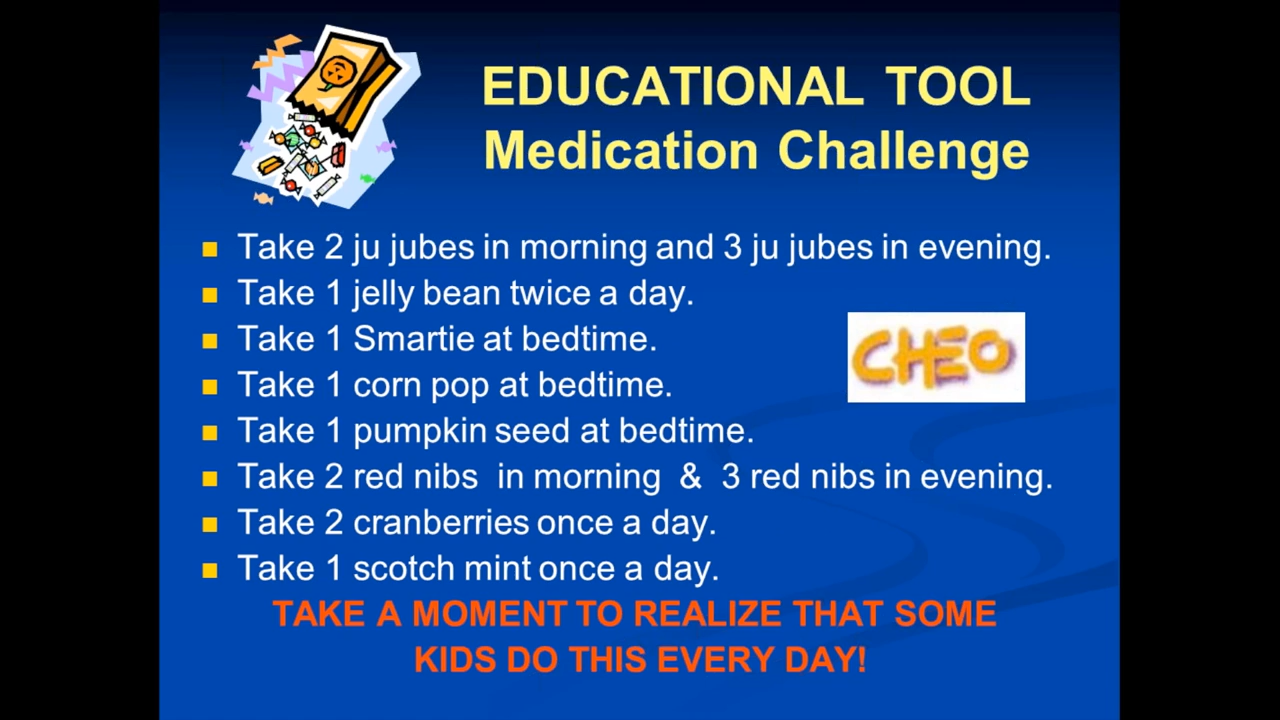 EDUCATIONAL TOOL
Medication Challenge
Take 2 ju jubes in morning and 3 ju jubes in evening.
Take 1 jelly bean twice a day.
Take 1 Smartie at bedtime.
CHEO
Take 1 corn pop at bedtime.
Take 1 pumpkin seed at bedtime.
Take 2 red nibs in morning & 3 red nibs in evening.
Take 2 cranberries once a day.
Take 1 scotch mint once a day.
TAKE A MOMENT TO REALIZE THAT SOME
KIDS DO THIS EVERY DAY!